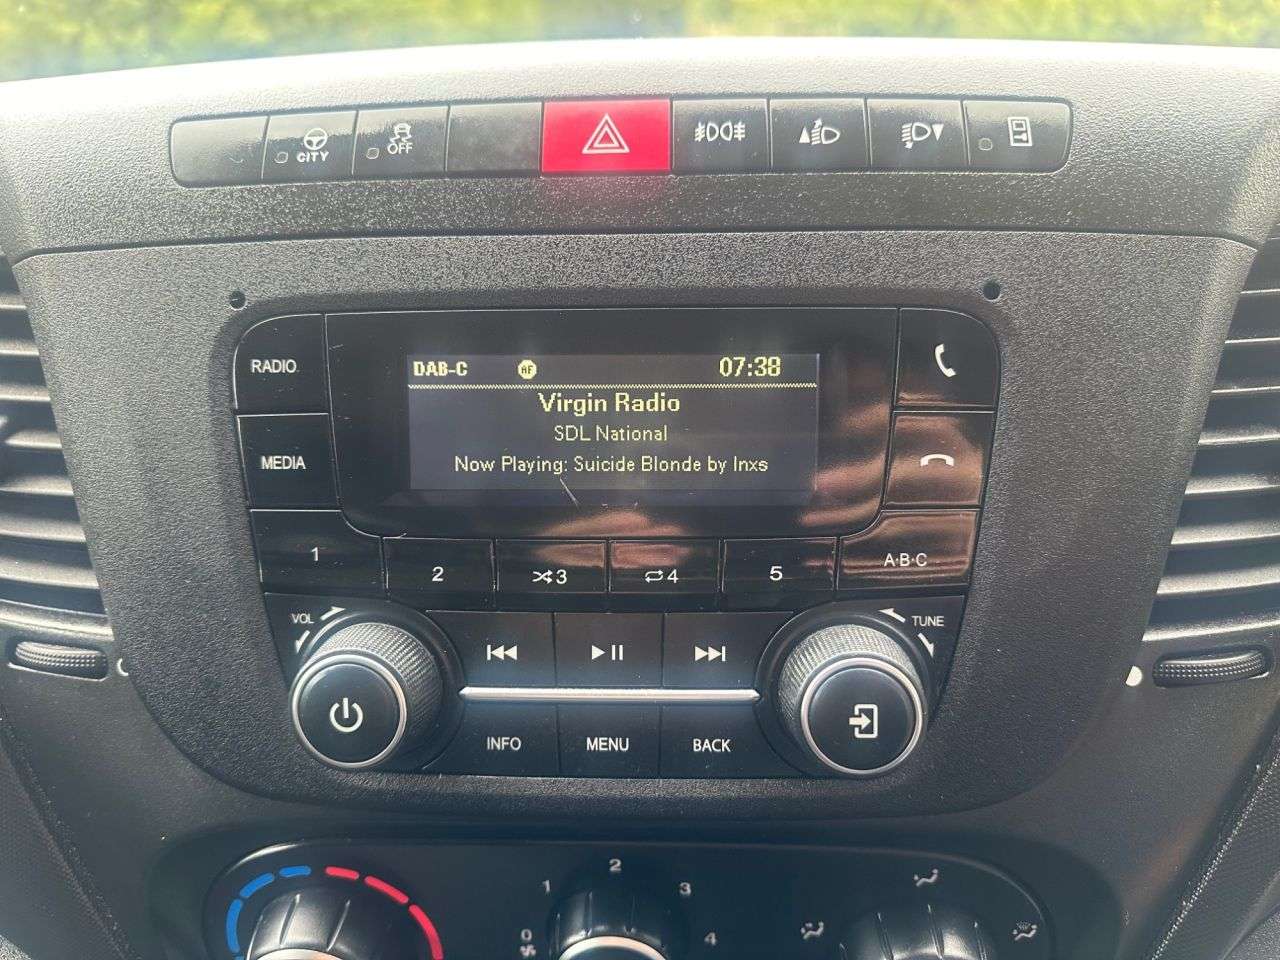 CITY
OFF
DAB-C AF 07:38
Virgin Radio
SDL National
Now Playing: Suicide Blonde by Inxs
RADIO
MEDIA
1
2
3
4
5
A·B·C
VOL
TUNE
INFO
MENU
BACK
0
1
2
3
4